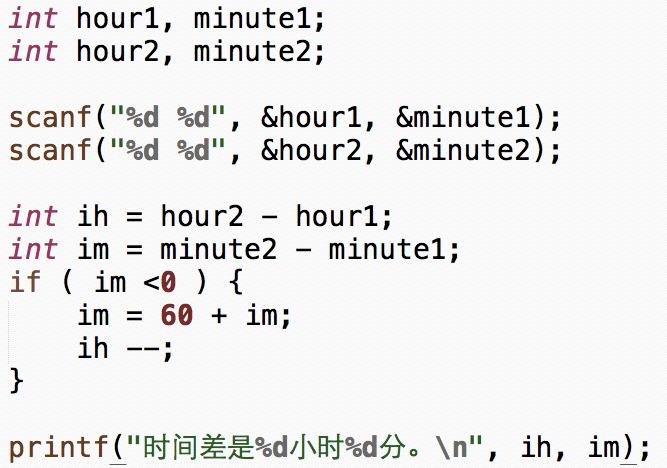 int hour1, minute1;
int hour2, minute2;
scanf("%d %d", &hour1, &minute1);
scanf("%d %d", &hour2, &minute2);
int ih = hour2 - hour1;
int im = minute2 - minute1;
if ( im <0 ) {
im = 60 + im;
ih --;
}
printf("时间差是%d小时%d分。\n", ih, im);